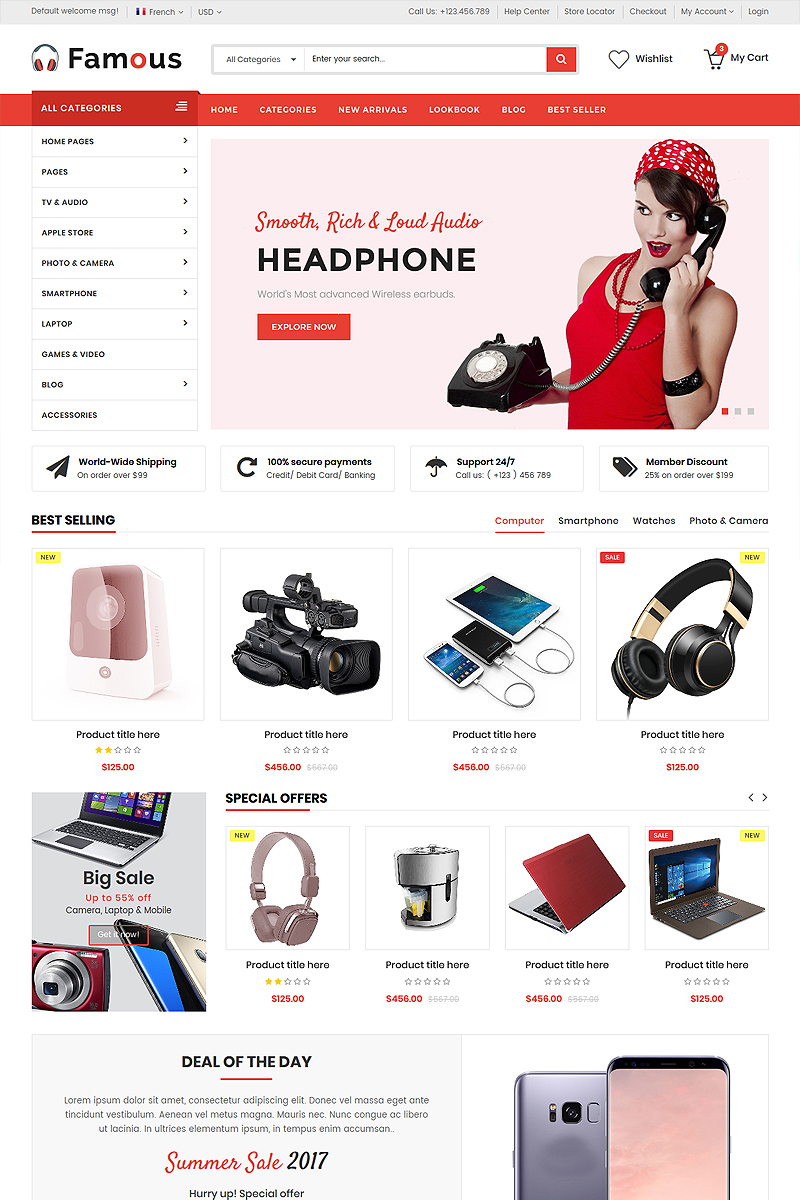 Default welcome msg! French USD Call Us: +123.456.789 Help Center Store Locator Checkout My Account Login
Famous All Categories Enter your search... Wishlist 3 My Cart
ALL CATEGORIES HOME CATEGORIES NEW ARRIVALS LOOKBOOK BLOG BEST SELLER
HOME PAGES
PAGES
TV & AUDIO
APPLE STORE
PHOTO & CAMERA
SMARTPHONE
LAPTOP
GAMES & VIDEO
BLOG
ACCESSORIES
Smooth, Rich & Loud Audio
HEADPHONE
World's Most advanced Wireless earbuds.
EXPLORE NOW
World-Wide Shipping
On order over $99
100% secure payments
Credit/ Debit Card/ Banking
Support 24/7
Call us: ( +123 ) 456 789
Member Discount
25% on order over $199
BEST SELLING Computer Smartphone Watches Photo & Camera
NEW SALE NEW
Product title here Product title here Product title here Product title here
$125.00 $456.00 $567.00 $456.00 $567.00 $125.00
Big Sale
Up to 55% off
Camera, Laptop & Mobile
Get it now!
SPECIAL OFFERS
NEW SALE NEW
Product title here Product title here Product title here Product title here
$125.00 $456.00 $567.00 $456.00 $567.00 $125.00
DEAL OF THE DAY
Lorem ipsum dolor sit amet, consectetur adipiscing elit. Donec vel massa eget ante
tincidunt vestibulum. Aenean vel metus magna. Mauris nec. Nunc congue ac libero
ut lacinia. In ultrices elementum ipsum, in tempus enim accumsan..
Summer Sale 2017
Hurry up! Special offer